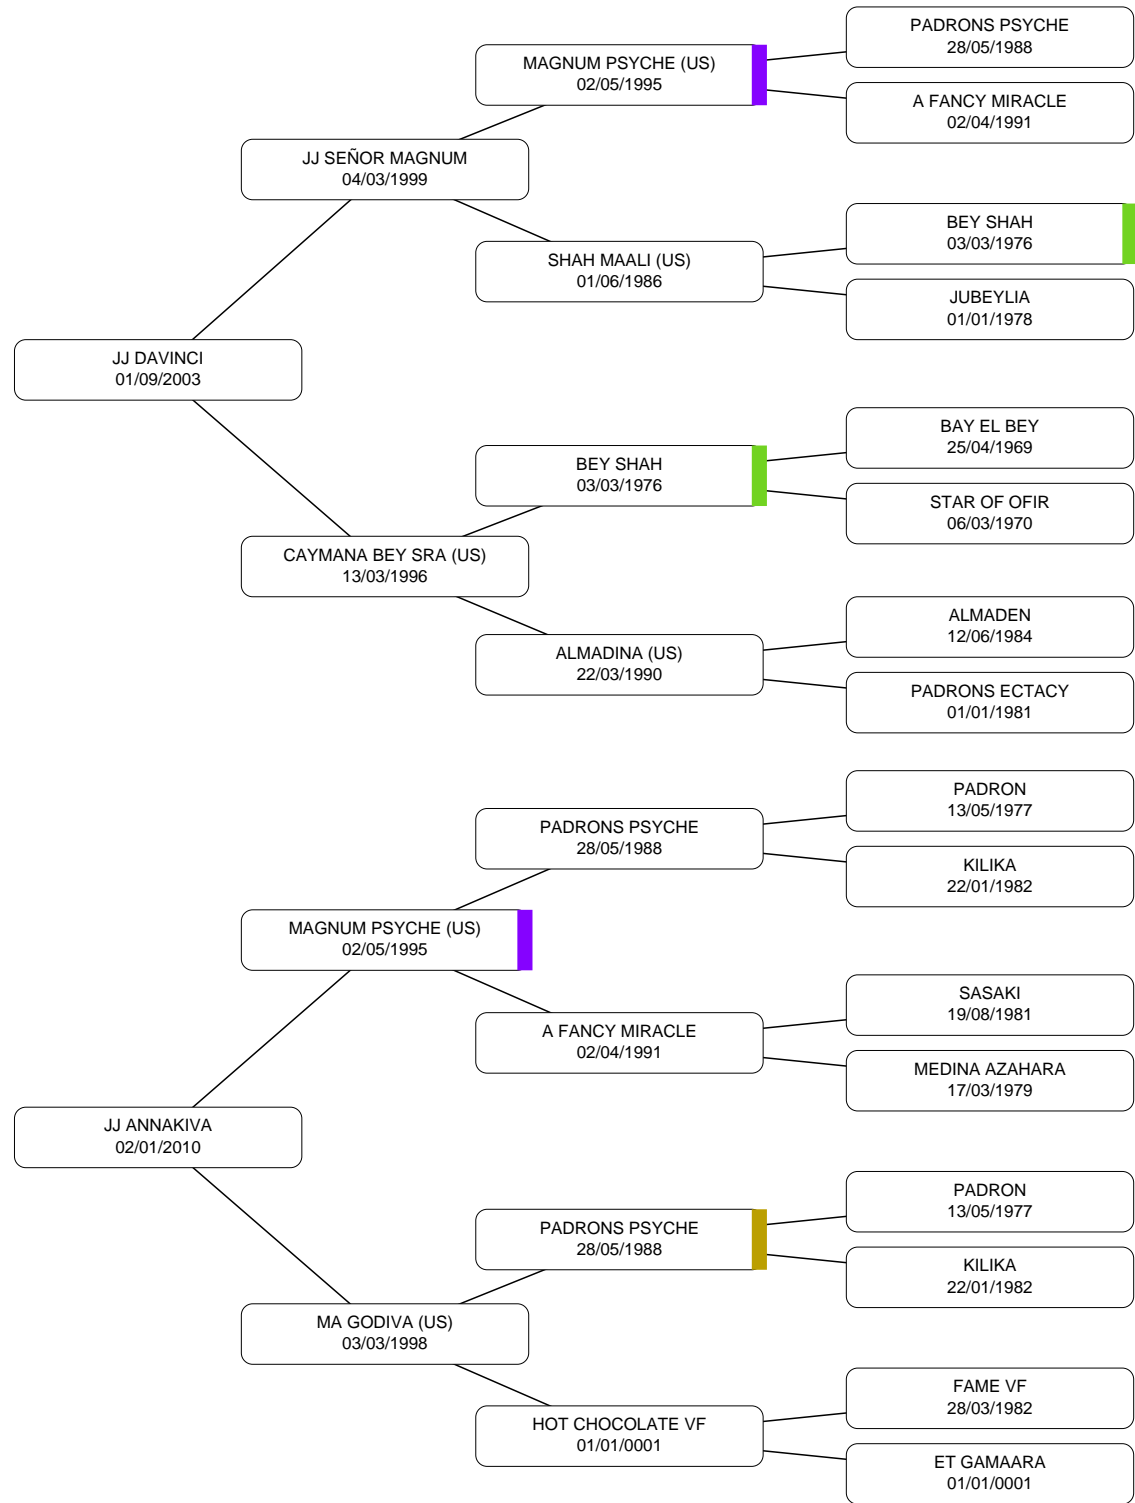 PADRONS PSYCHE
28/05/1988
MAGNUM PSYCHE (US)
02/05/1995
A FANCY MIRACLE
02/04/1991
JJ SEÑOR MAGNUM
04/03/1999
BEY SHAH
03/03/1976
SHAH MAALI (US)
01/06/1986
JUBEYLIA
01/01/1978
JJ DAVINCI
01/09/2003
BAY EL BEY
25/04/1969
BEY SHAH
03/03/1976
STAR OF OFIR
06/03/1970
CAYMANA BEY SRA (US)
13/03/1996
ALMADEN
12/06/1984
ALMADINA (US)
22/03/1990
PADRONS ECTACY
01/01/1981
PADRON
13/05/1977
PADRONS PSYCHE
28/05/1988
KILIKA
22/01/1982
MAGNUM PSYCHE (US)
02/05/1995
SASAKI
19/08/1981
A FANCY MIRACLE
02/04/1991
MEDINA AZAHARA
17/03/1979
JJ ANNAKIVA
02/01/2010
PADRON
13/05/1977
PADRONS PSYCHE
28/05/1988
KILIKA
22/01/1982
MA GODIVA (US)
03/03/1998
FAME VF
28/03/1982
HOT CHOCOLATE VF
01/01/0001
ET GAMAARA
01/01/0001